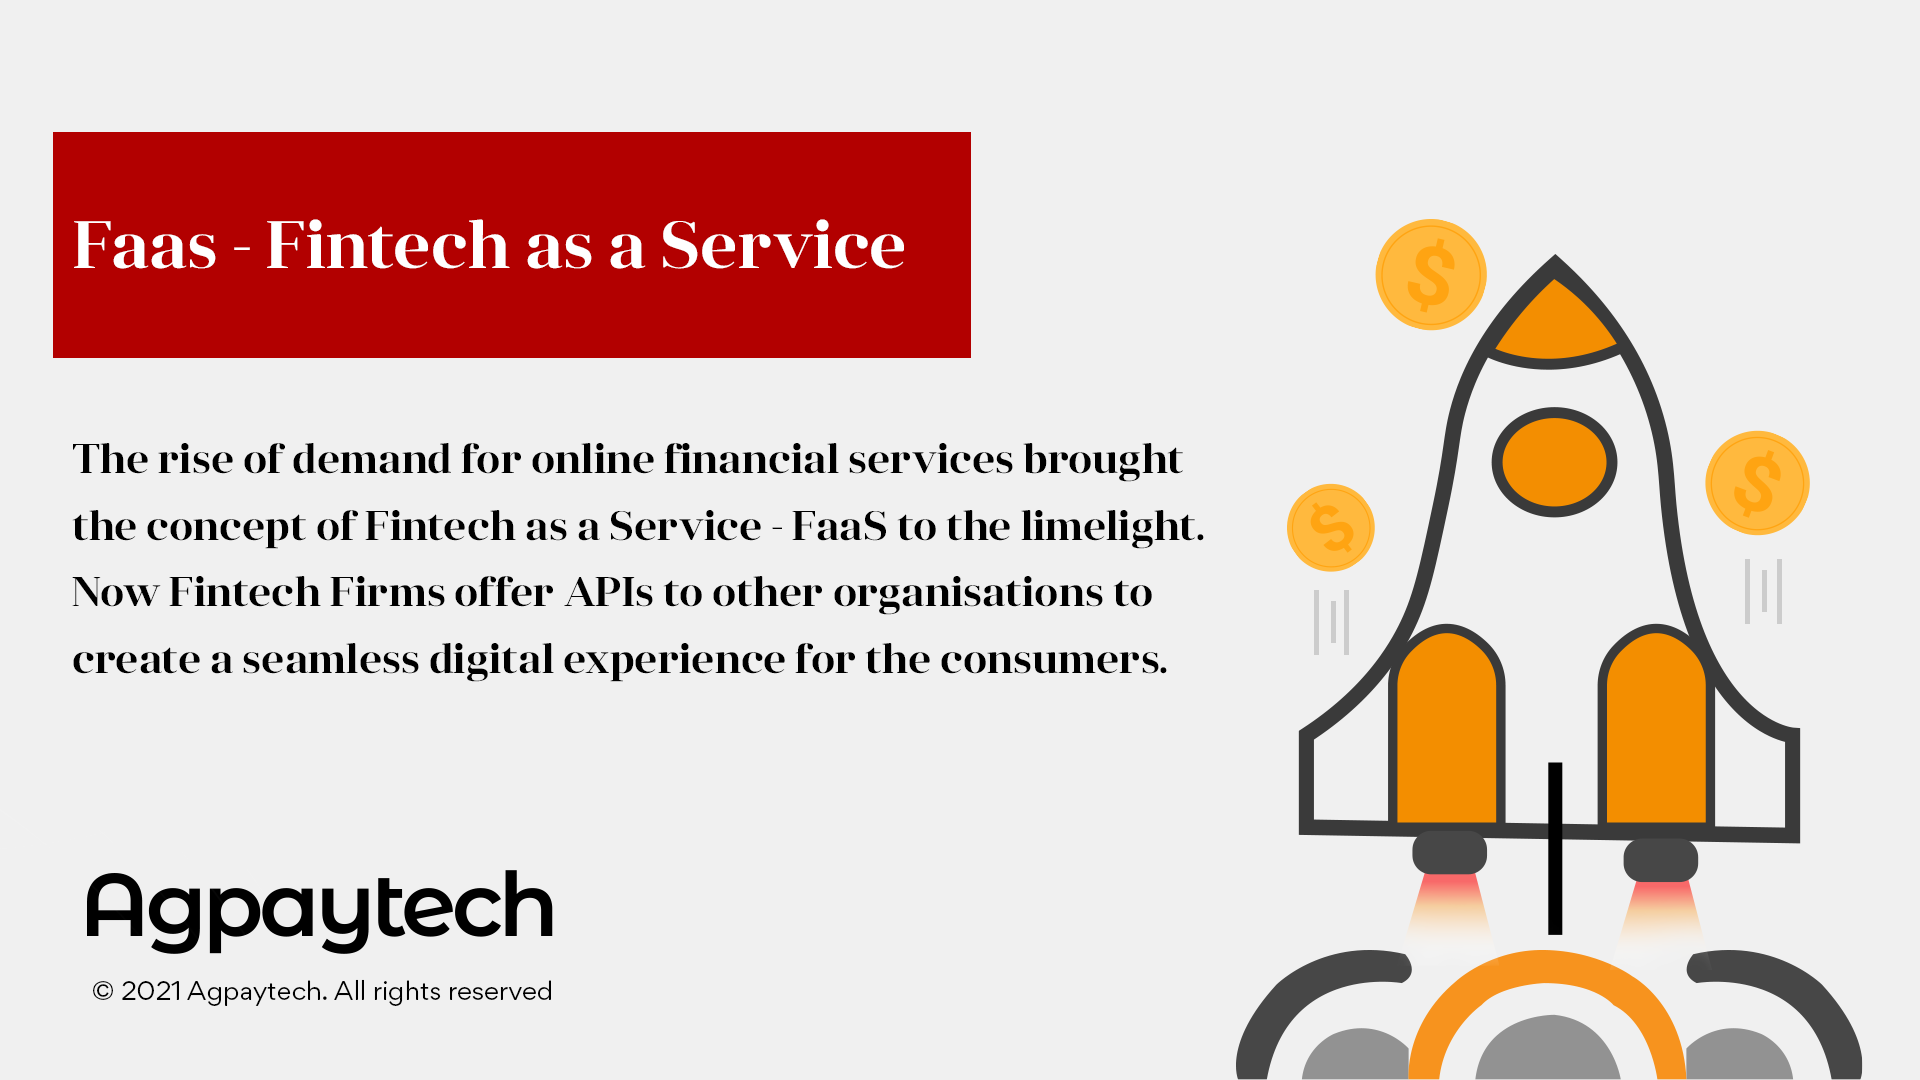 Faas - Fintech as a Service
The rise of demand for online financial services brought
the concept of Fintech as a Service - FaaS to the limelight.
Now Fintech Firms offer APIs to other organisations to
create a seamless digital experience for the consumers.
Agpaytech
© 2021 Agpaytech. All rights reserved
$
$
$